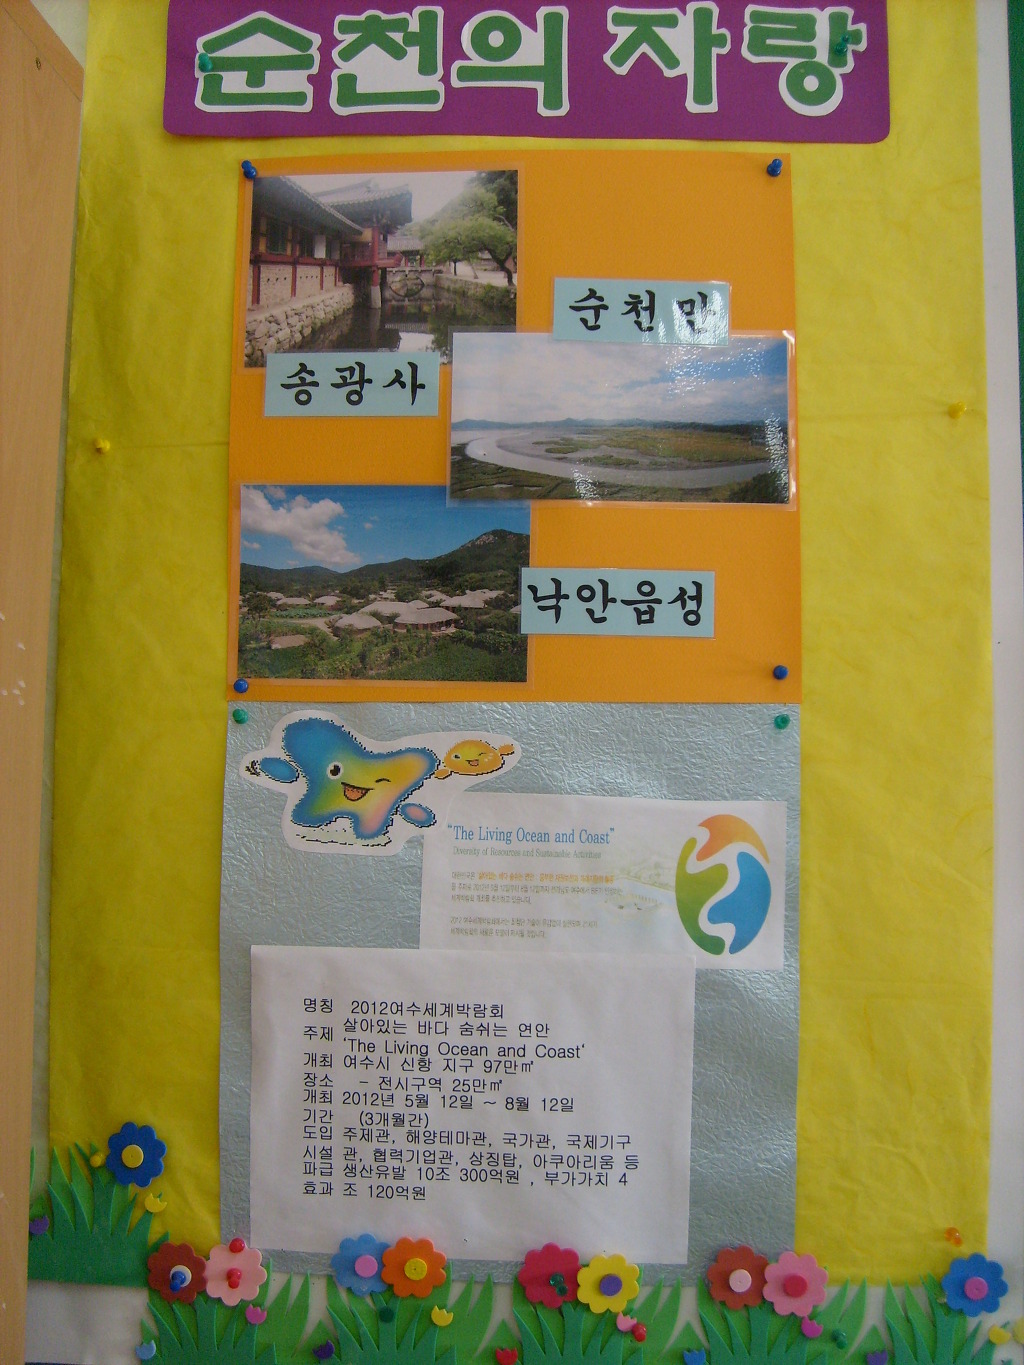 순천의 자랑
순천만
송광사
낙안읍성
"The Living Ocean and Coast"
Diversity of Resources and Sustainable Activities
명칭 2012여수세계박람회
주제 살아있는 바다 숨쉬는 연안
'The Living Ocean and Coast'
개최 여수시 신항 지구 97만㎡
장소 - 전시구역 25만㎡
개최 2012년 5월 12일 ~ 8월 12일
기간 (3개월간)
도입 주제관, 해양테마관, 국가관, 국제기구
시설 관, 협력기업관, 상징탑, 아쿠아리움 등
파급 생산유발 10조 300억원 , 부가가치 4
효과 조 120억원